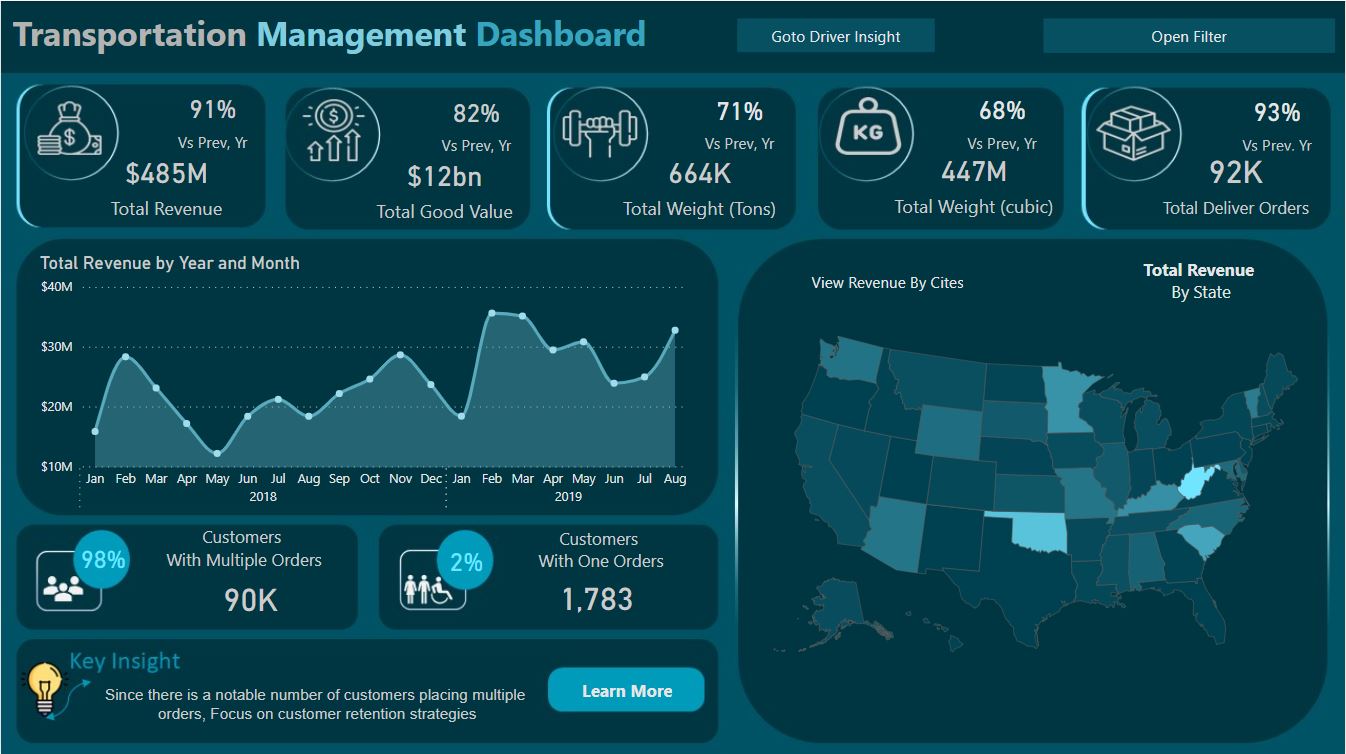 Transportation Management Dashboard
Goto Driver Insight
Open Filter
91%
Vs Prev, Yr
$485M
Total Revenue
82%
Vs Prev, Yr
$12bn
Total Good Value
71%
Vs Prev, Yr
664K
Total Weight (Tons)
KG
68%
Vs Prev, Yr
447M
Total Weight (cubic)
93%
Vs Prev. Yr
92K
Total Deliver Orders
Total Revenue by Year and Month
$40M
$30M
$20M
$10M
Jan Feb Mar Apr May Jun Jul Aug Sep Oct Nov Dec Jan Feb Mar Apr May Jun Jul Aug
2018 2019
View Revenue By Cites
Total Revenue
By State
98%
Customers
With Multiple Orders
90K
2%
Customers
With One Orders
1,783
Key Insight
Since there is a notable number of customers placing multiple
orders, Focus on customer retention strategies
Learn More